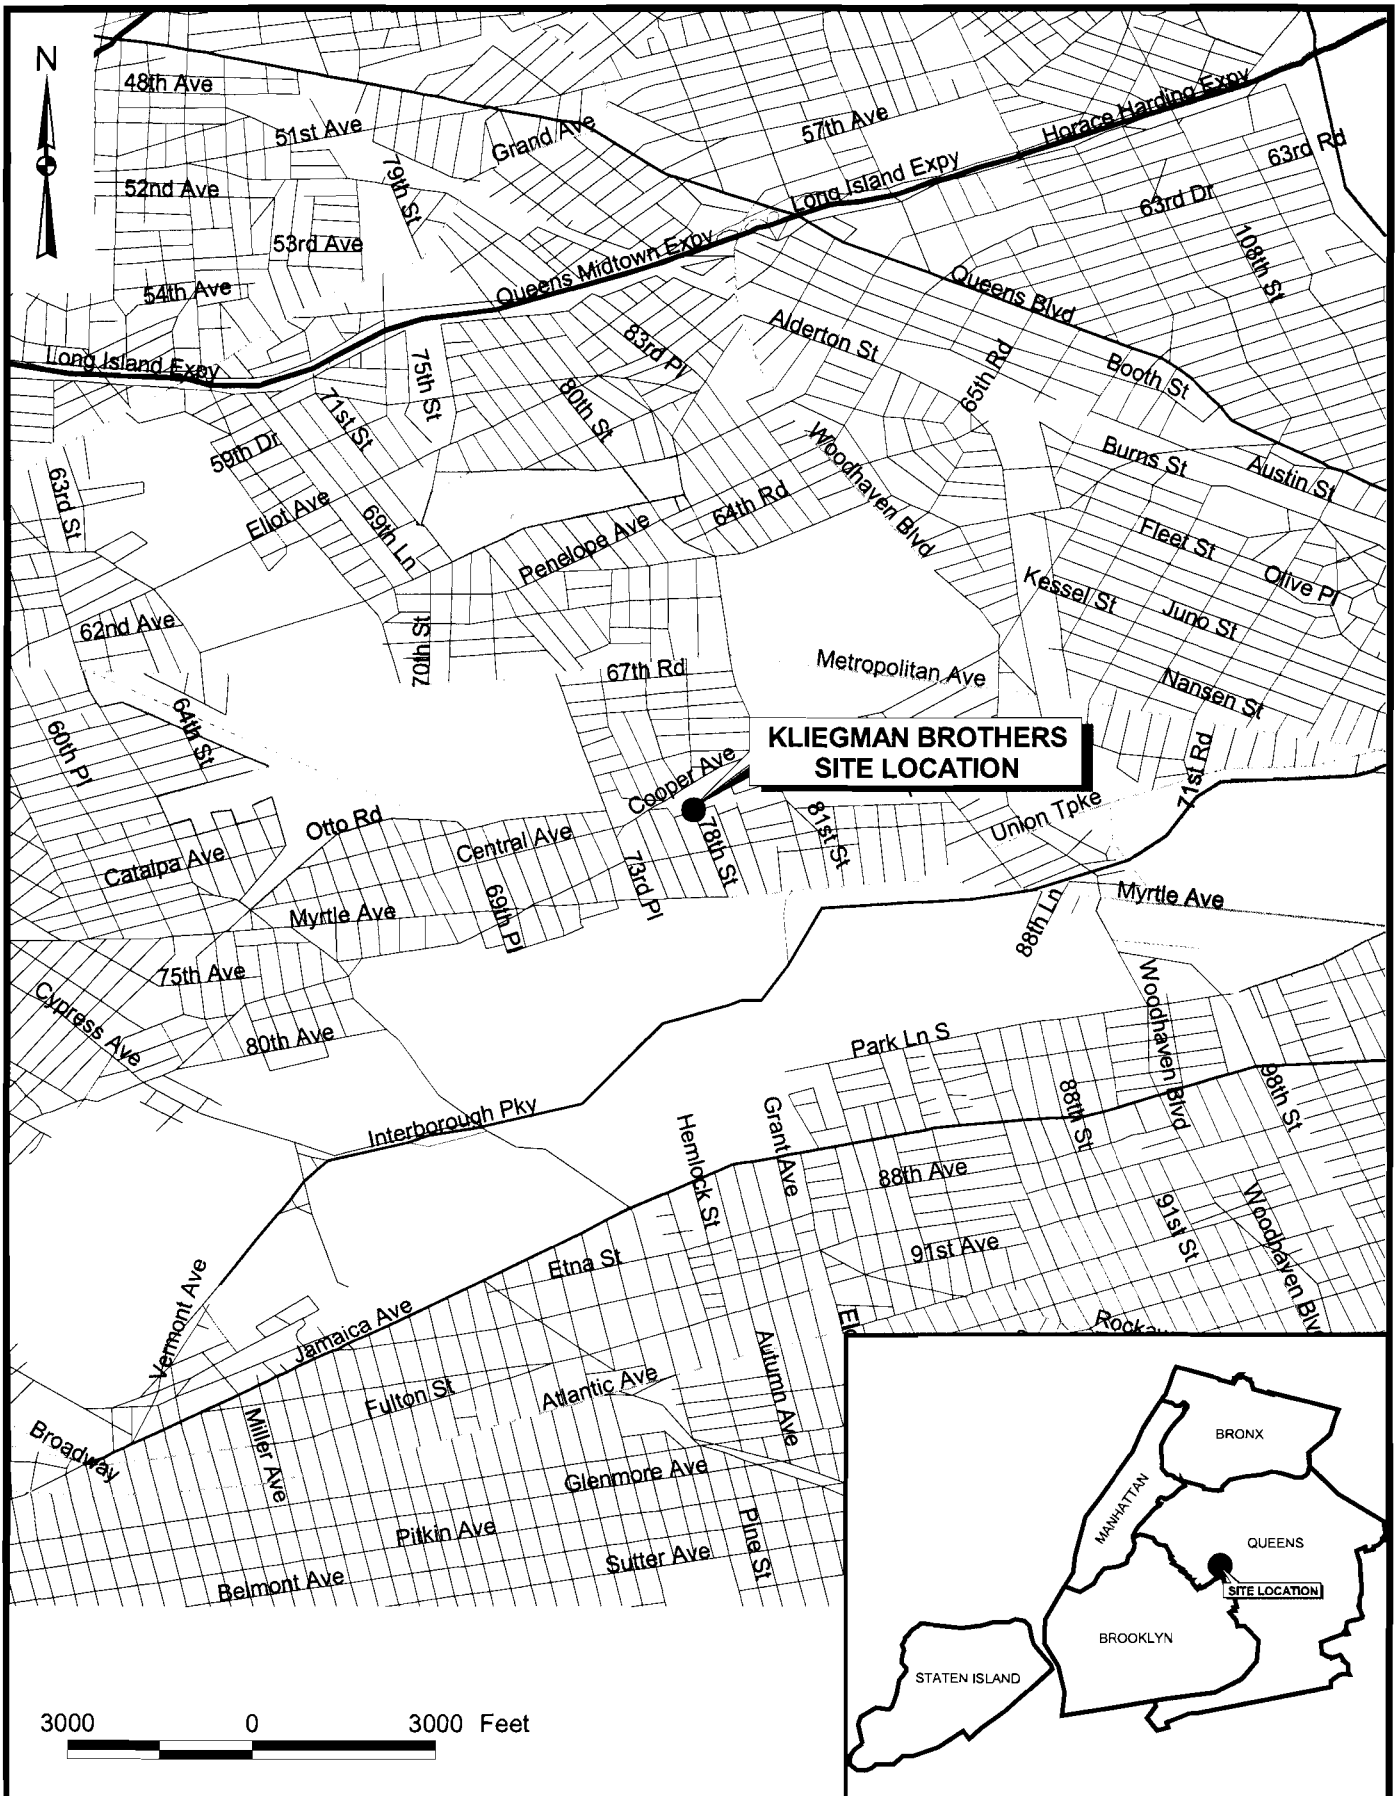 N
48th Ave
51st Ave
Grand Ave
57th Ave
Horace Harding Expy
63rd Rd
52nd Ave
79th St
Long Island Expy
63rd Dr
53rd Ave
Queens Midtown Expy
108th St
54th Ave
Queens Blvd
Long Island Expy
75th St
83rd Pl
Alderton St
65th Rd
Booth St
71st St
80th St
59th Dr
Woodhaven Blvd
Burns St
Austin St
63rd St
Eliot Ave
69th Ln
64th Rd
Penelope Ave
Fleet St
Olive Pl
Kessel St
Juno St
62nd Ave
70th St
67th Rd
Metropolitan Ave
Nansen St
64th St
60th Pl
KLIEGMAN BROTHERS
SITE LOCATION
71st Rd
Cooper Ave
Otto Rd
Central Ave
78th St
81st St
Union Tpke
Catalpa Ave
Myrtle Ave
69th Pl
73rd Pl
88th Ln
Myrtle Ave
75th Ave
Cypress Ave
80th Ave
Park Ln S
Woodhaven Blvd
Interborough Pky
Hemlock St
Grant Ave
88th St
98th St
88th Ave
91st Ave
91st St
Woodhaven Blv
Etna St
Vermont Ave
Jamaica Ave
Autumn Ave
Fulton St
Atlantic Ave
Broadway
Miller Ave
Glenmore Ave
Pitkin Ave
Pine St
Sutter Ave
Belmont Ave
BRONX
MANHATTAN
QUEENS
SITE LOCATION
BROOKLYN
STATEN ISLAND
3000 0 3000 Feet